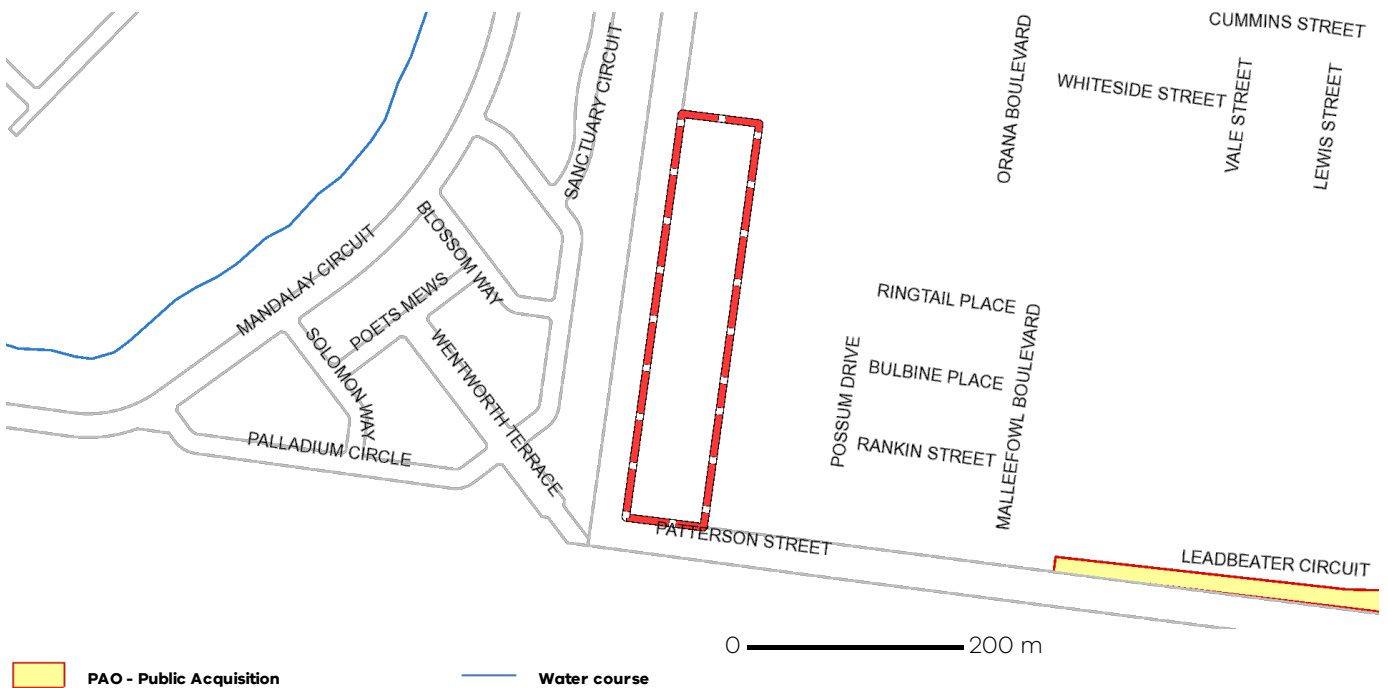 CUMMINS STREET
ORANA BOULEVARD
SANCTUARY CIRCUIT
WHITESIDE STREET
VALE STREET
LEWIS STREET
BLOSSOM WAY
MANDALAY CIRCUIT
POETS MEWS
RINGTAIL PLACE
SOLOMON WAY
WENTWORTH TERRACE
POSSUM DRIVE
BULBINE PLACE
MALLEEFOWL BOULEVARD
PALLADIUM CIRCLE
RANKIN STREET
PATTERSON STREET
LEADBEATER CIRCUIT
0 200 m
PAO - Public Acquisition
Water course